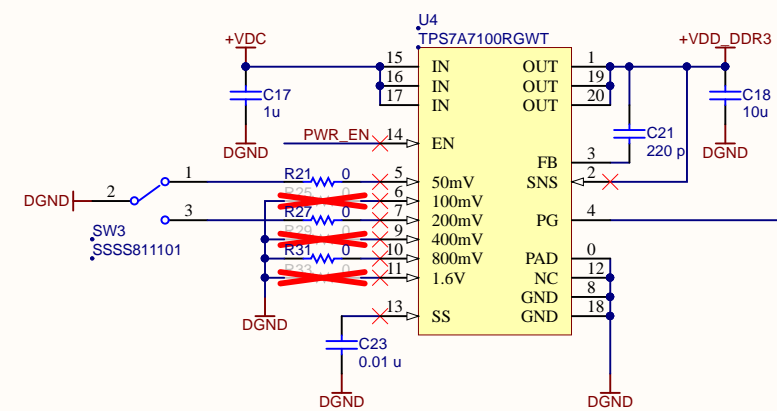 U4
TPS7A7100RGWT
+VDC
+VDD_DDR3
15 IN OUT 1
16 IN OUT 19
17 IN OUT 20
C17
1u
C18
10u
DGND
PWR_EN 14 EN
C21
220 p
DGND
FB 3
1 R21 0 5 50mV SNS 2
DGND 2
R25 0 6 100mV
3 R27 0 7 200mV PG 4
SW3
SSSS811101
R29 0 9 400mV
R31 0 10 800mV PAD 0
R33 0 11 1.6V NC 12
GND 8
DGND
13 SS GND 18
C23
0.01 u
DGND
DGND